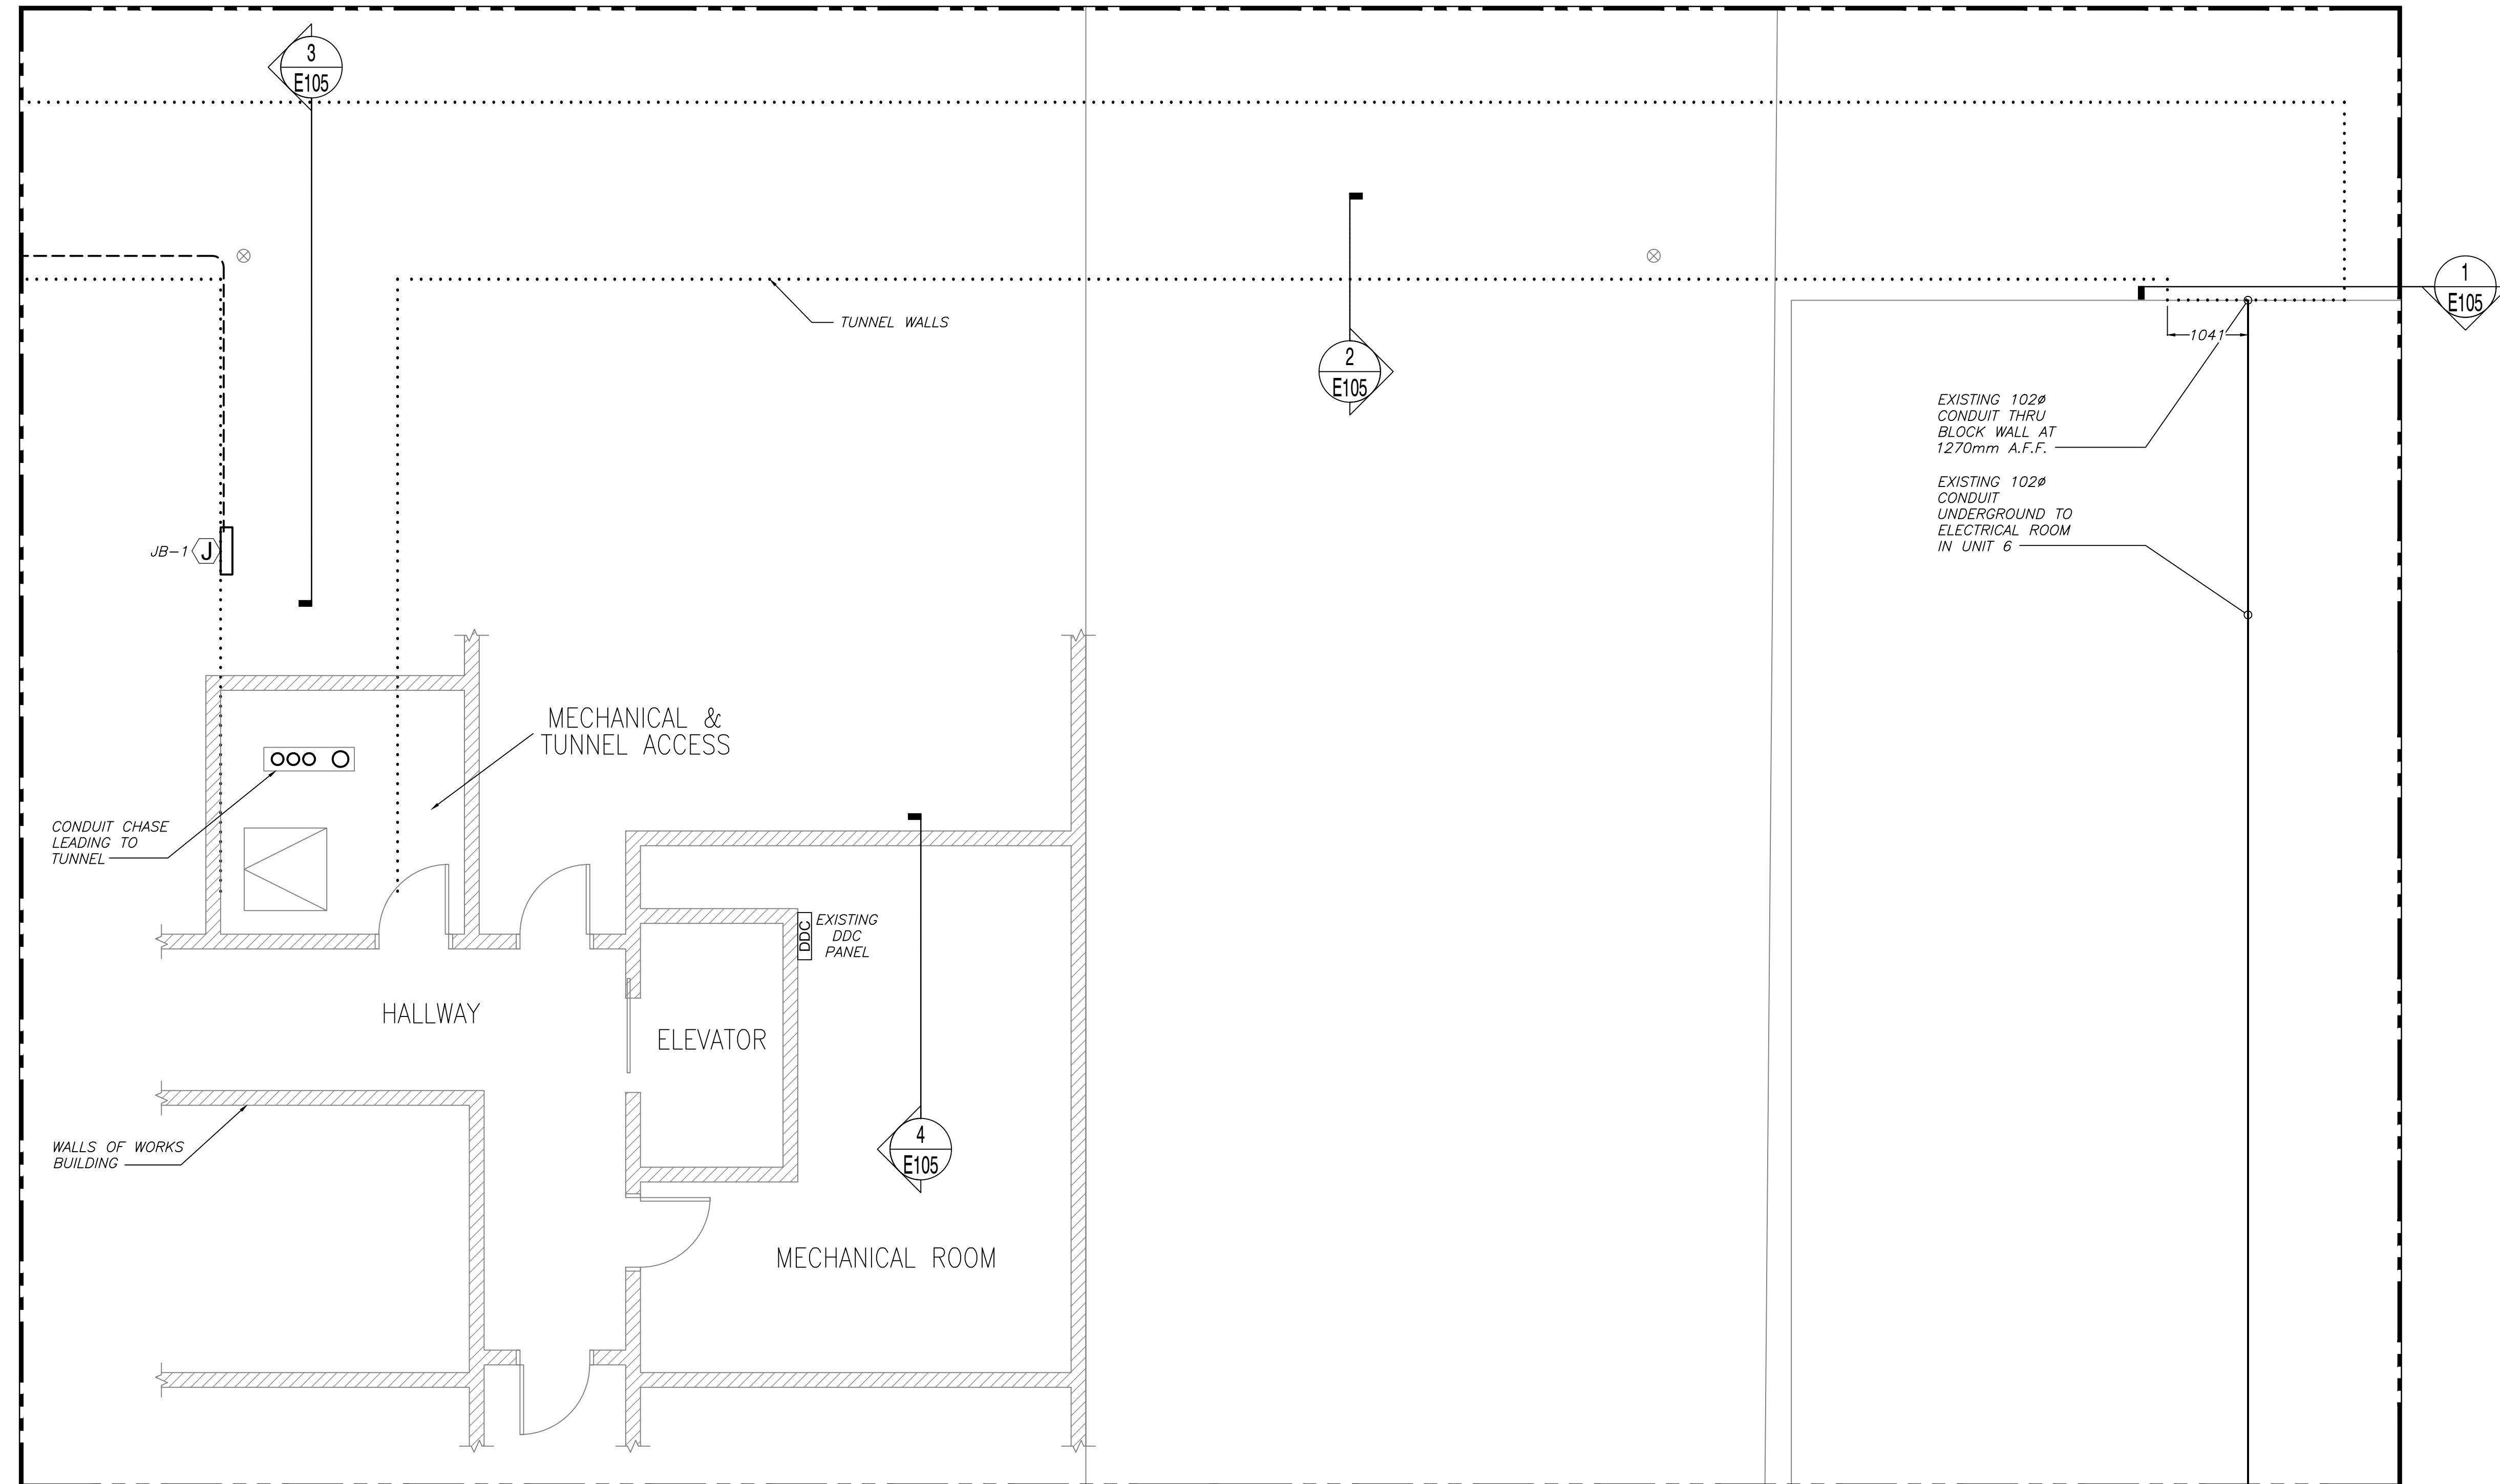 3
E105
1
E105
TUNNEL WALLS
1041
2
E105
EXISTING 102ø
CONDUIT THRU
BLOCK WALL AT
1270mm A.F.F.
EXISTING 102ø
CONDUIT
UNDERGROUND TO
ELECTRICAL ROOM
IN UNIT 6
JB-1
J
MECHANICAL &
TUNNEL ACCESS
CONDUIT CHASE
LEADING TO
TUNNEL
DDC
EXISTING
DDC
PANEL
HALLWAY
ELEVATOR
4
E105
WALLS OF WORKS
BUILDING
MECHANICAL ROOM